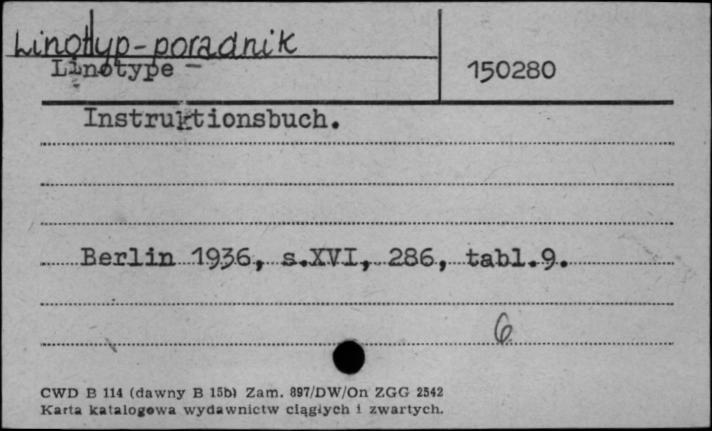 Linotyp-poradnik
Linotype - 150280
Instruktionsbuch.
Berlin 1936, s.XVI, 286, tabl.9.
6
CWD B 114 (dawny B 15b) Zam. 897/DW/On ZGG 2542
Karta katalogowa wydawnictw ciągłych i zwartych.